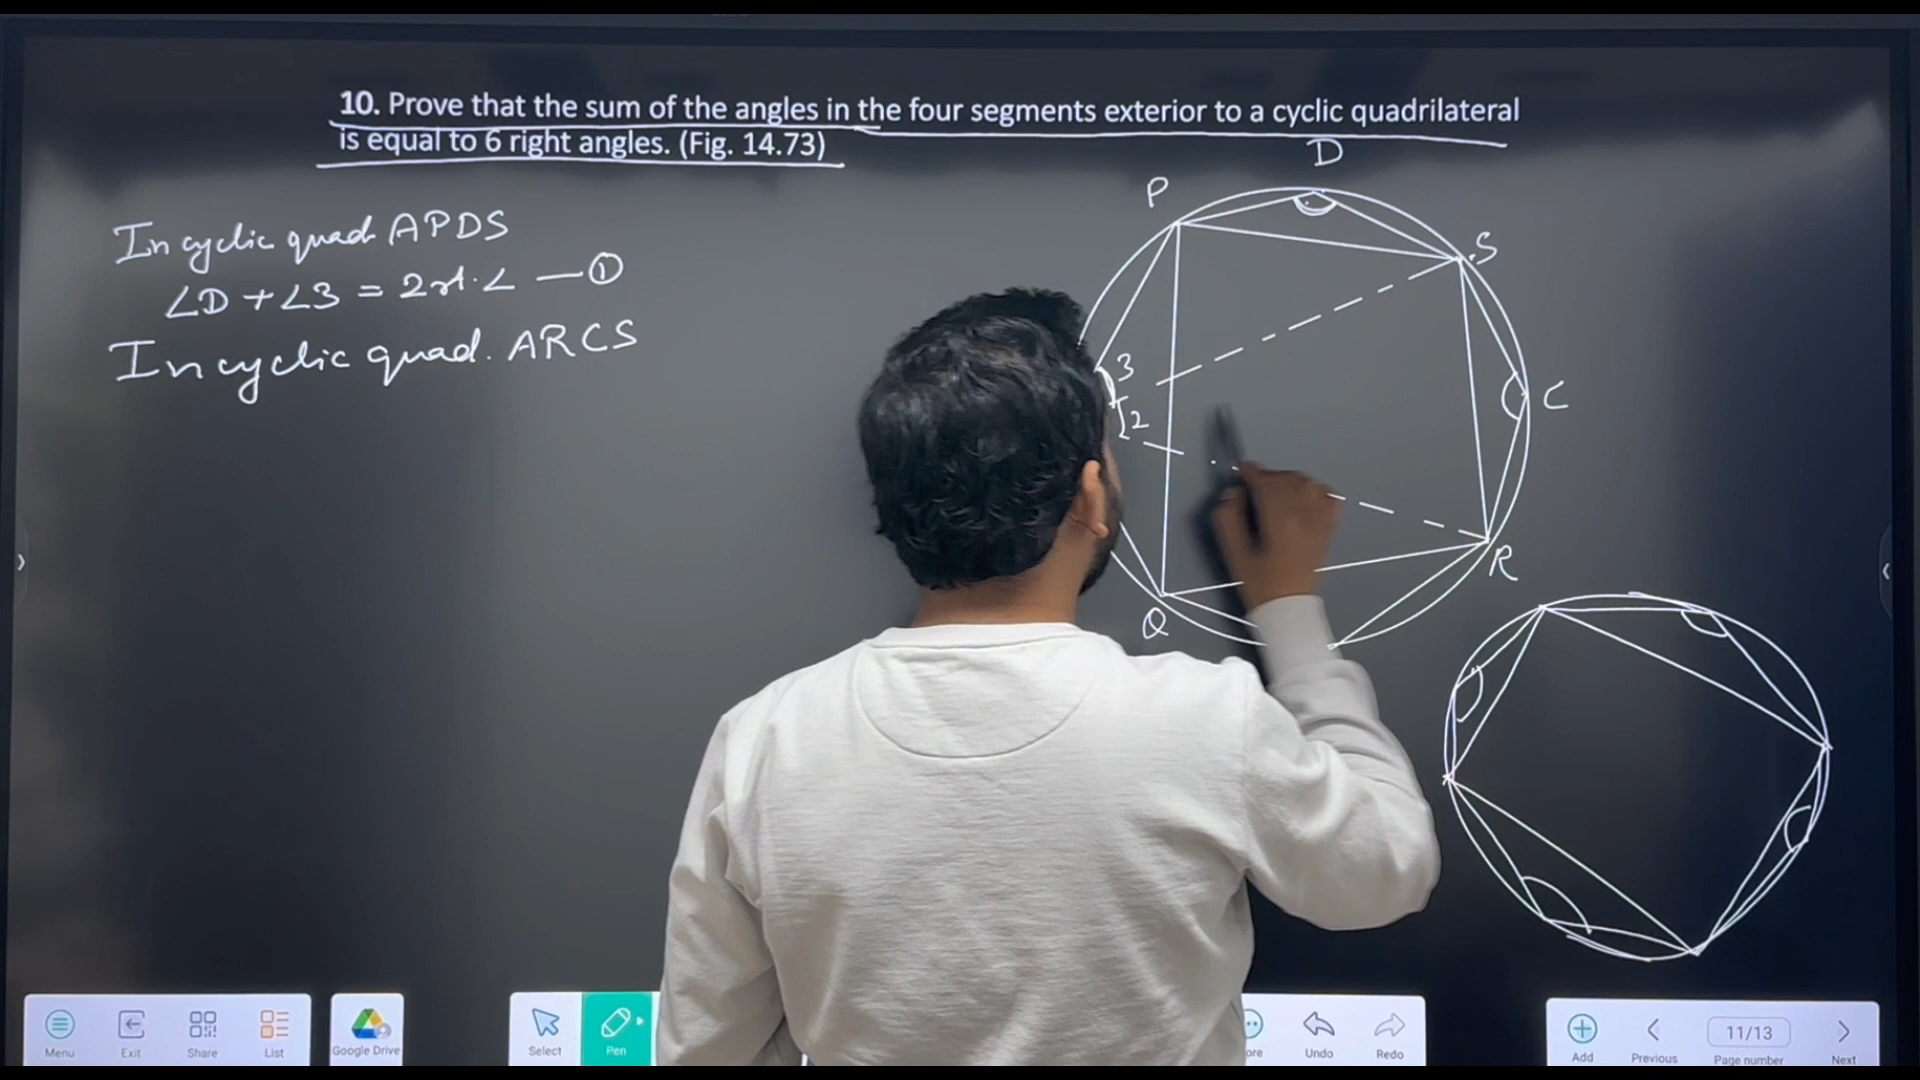 10. Prove that the sum of the angles in the four segments exterior to a cyclic quadrilateral
is equal to 6 right angles. (Fig. 14.73)
In cyclic quad. APDS
∠D + ∠3 = 2rt.∠ — ①
In cyclic quad. ARCS
D
P
S
3
2
C
R
Q
Menu
Exit
Share
List
Google Drive
Select
Pen
ore
Undo
Redo
Add
Previous
11/13
Page number
Next